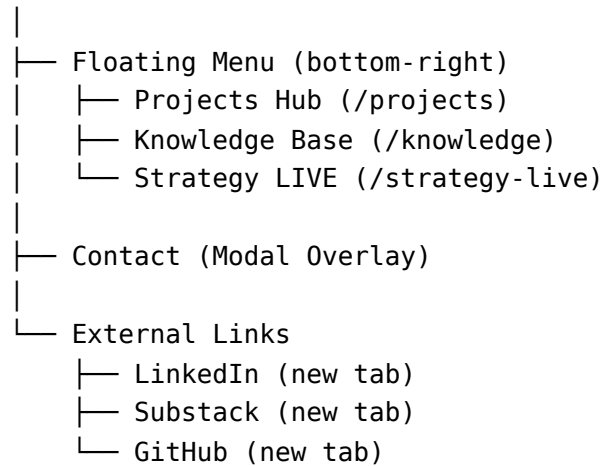 │
├── Floating Menu (bottom-right)
│   ├── Projects Hub (/projects)
│   ├── Knowledge Base (/knowledge)
│   └── Strategy LIVE (/strategy-live)
│
├── Contact (Modal Overlay)
│
└── External Links
    ├── LinkedIn (new tab)
    ├── Substack (new tab)
    └── GitHub (new tab)